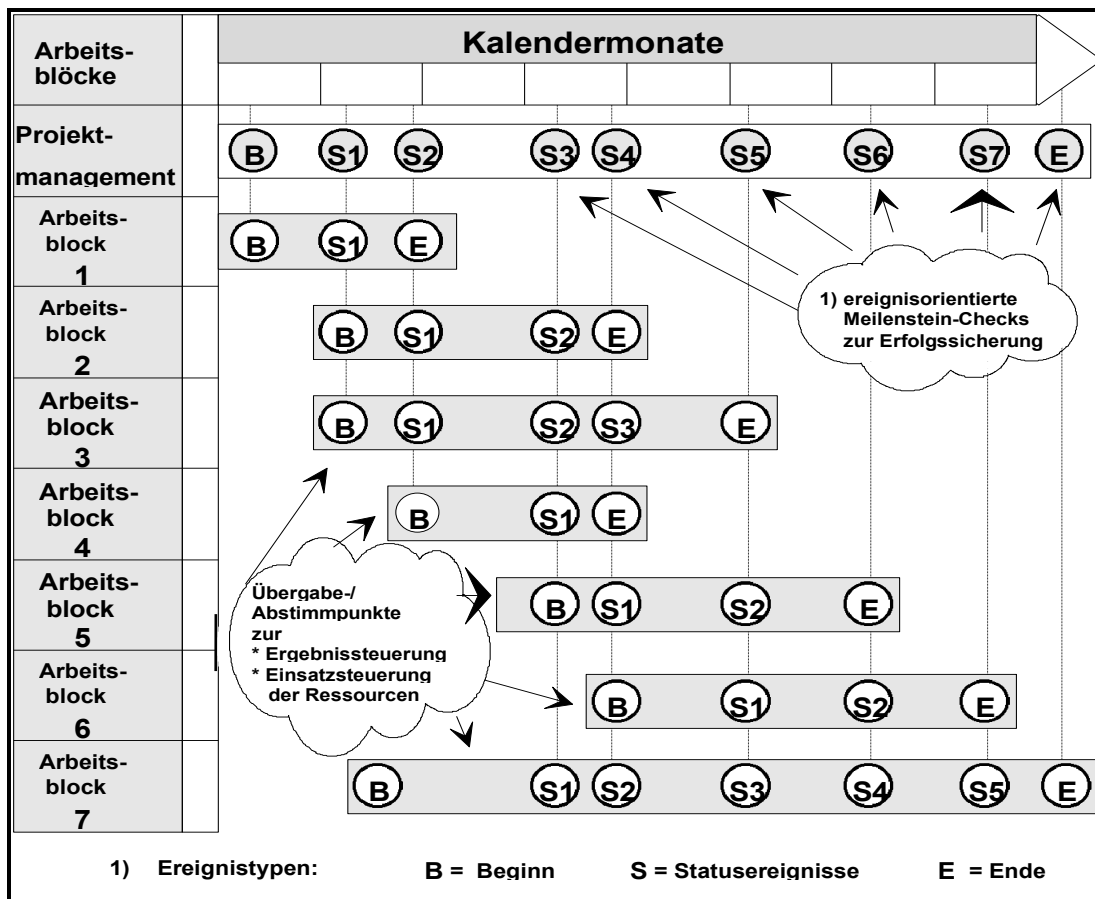 Arbeits-
blöcke
Kalendermonate
Projekt-
management
B S1 S2 S3 S4 S5 S6 S7 E
Arbeits-
block
1
B S1 E
1) ereignisorientierte
Meilenstein-Checks
zur Erfolgssicherung
Arbeits-
block
2
B S1 S2 E
Arbeits-
block
3
B S1 S2 S3 E
Arbeits-
block
4
B S1 E
Übergabe-/
Abstimmpunkte
zur
* Ergebnissteuerung
* Einsatzsteuerung
der Ressourcen
Arbeits-
block
5
B S1 S2 E
Arbeits-
block
6
B S1 S2 E
Arbeits-
block
7
B S1 S2 S3 S4 S5 E
1) Ereignistypen: B = Beginn S = Statusereignisse E = Ende